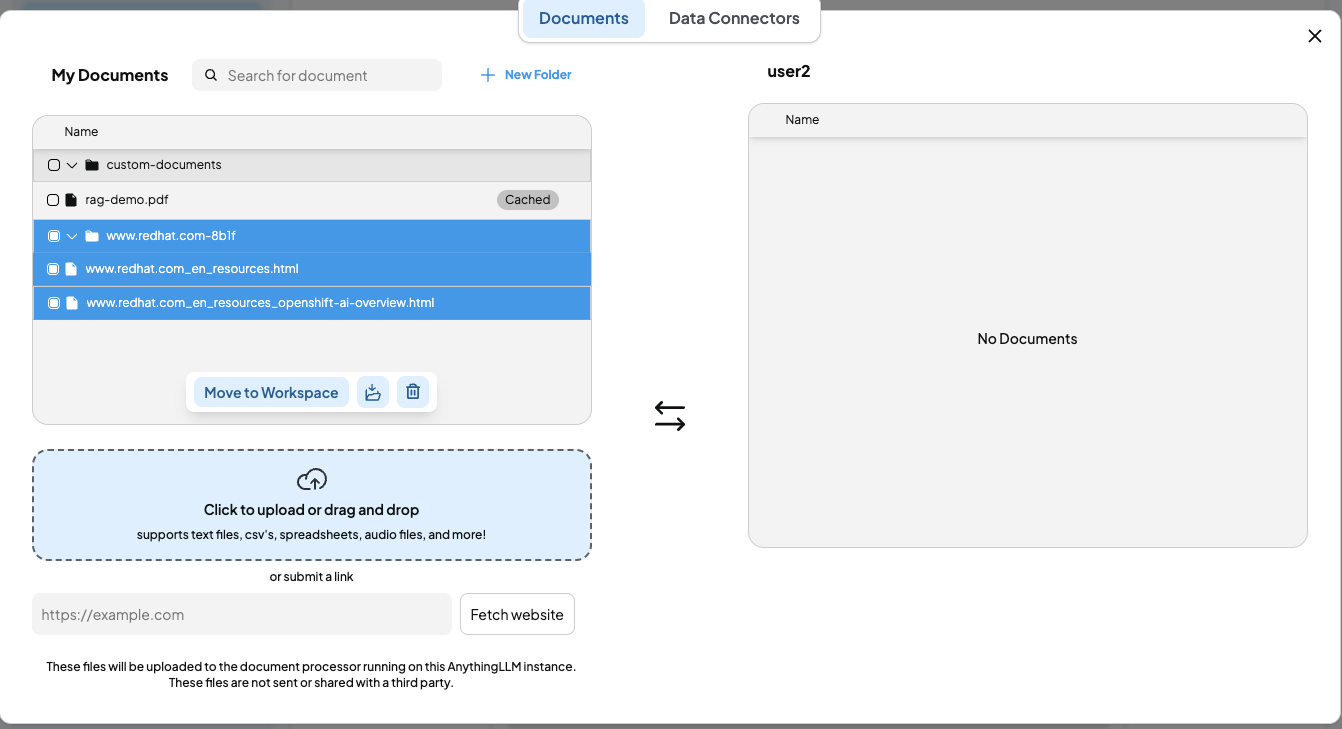 Documents
Data Connectors
My Documents
Search for document
New Folder
user2
Name
custom-documents
rag-demo.pdf
Cached
www.redhat.com-8b1f
www.redhat.com_en_resources.html
www.redhat.com_en_resources_openshift-ai-overview.html
Move to Workspace
Name
No Documents
Click to upload or drag and drop
supports text files, csv's, spreadsheets, audio files, and more!
or submit a link
https://example.com
Fetch website
These files will be uploaded to the document processor running on this AnythingLLM instance.
These files are not sent or shared with a third party.